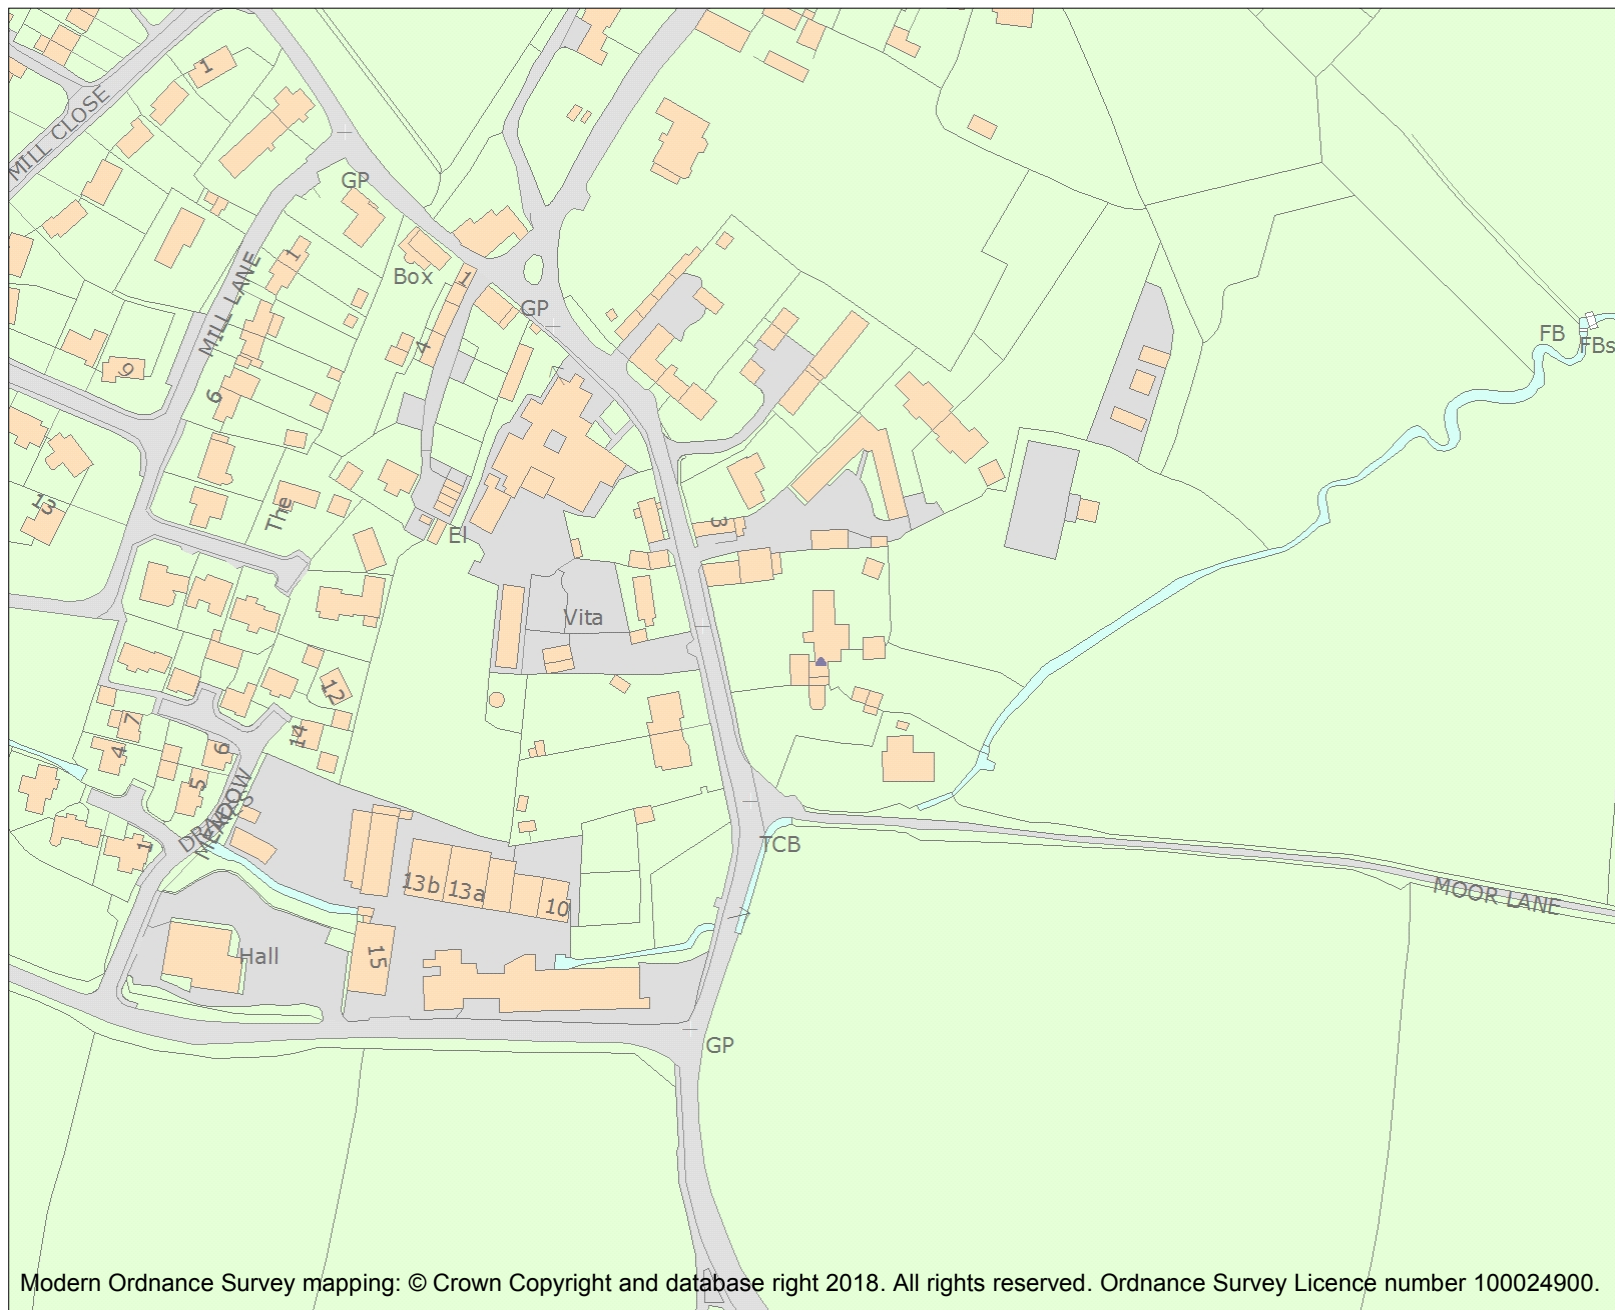 1
MILL CLOSE
GP
MILL LANE
1
Box
1
GP
FB
FBs
4
9
6
13
The
3
El
Vita
12
7
14
4
6
5
MEADOW
DRAPES
1
TCB
13b
13a
10
MOOR LANE
Hall
15
GP
Modern Ordnance Survey mapping: © Crown Copyright and database right 2018. All rights reserved. Ordnance Survey Licence number 100024900.